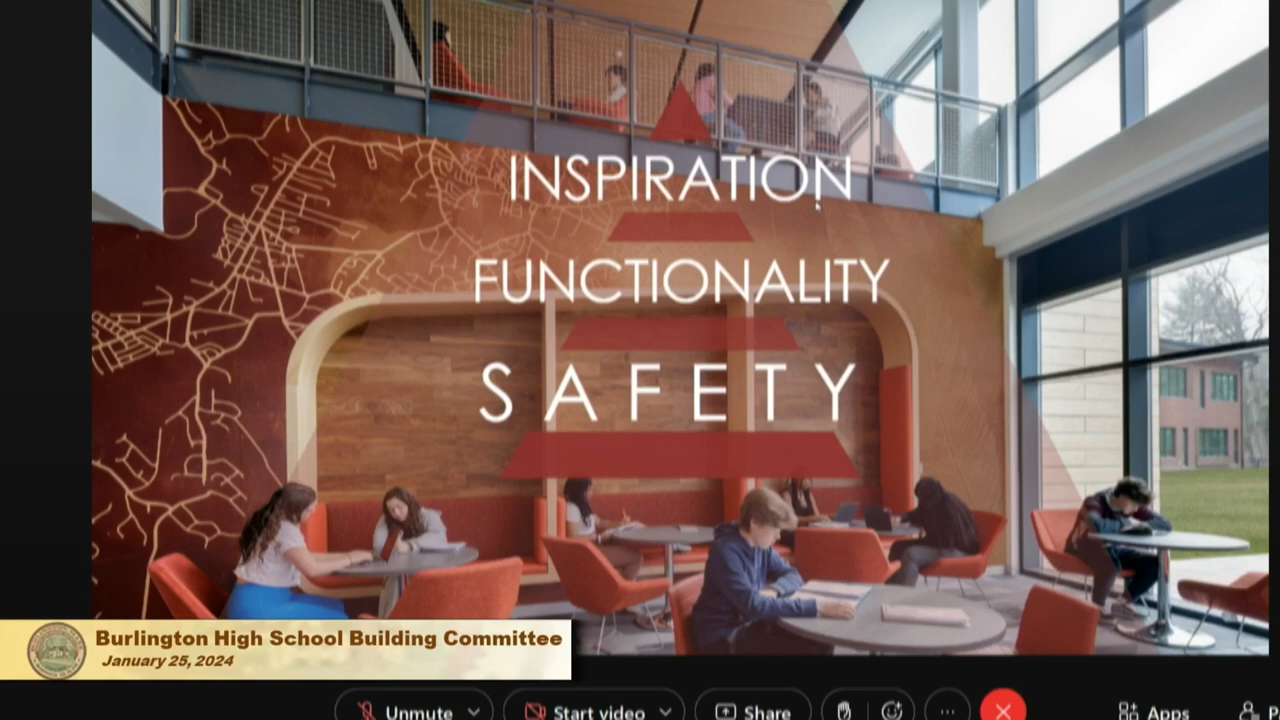 INSPIRATION
FUNCTIONALITY
SAFETY
Burlington High School Building Committee
January 25, 2024
Unmute
Start video
Share
Apps